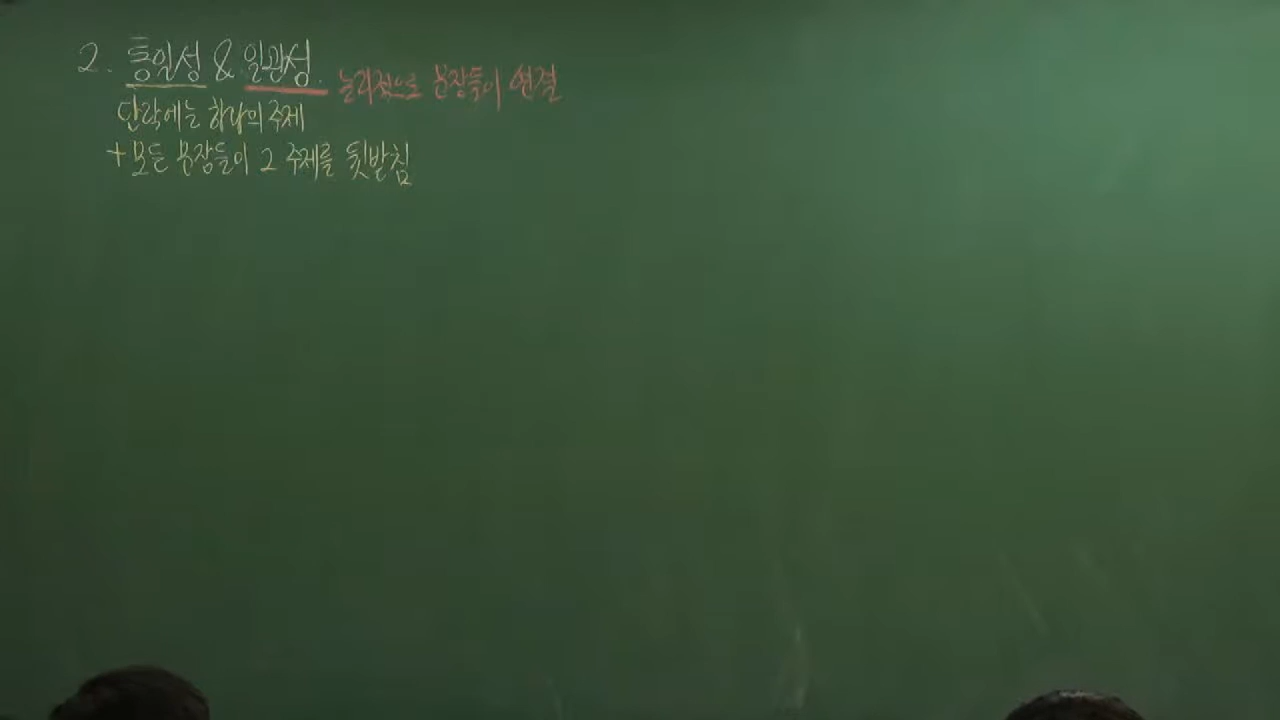 2. 통일성 & 일관성. 논리적으로 문장들이 연결
단락에는 하나의 주제
+ 모든 문장들이 그 주제를 뒷받침